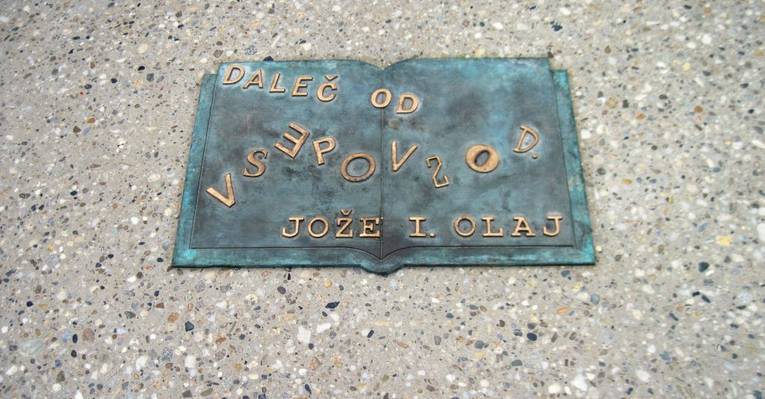 DALEČ OD
VSEPOVSOD.
JOŽE I. OLAJ